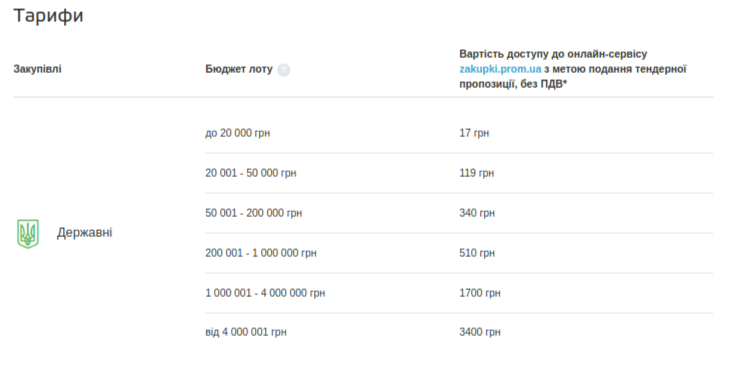 Тарифи
Закупівлі
Бюджет лоту ?
Вартість доступу до онлайн-сервісу
zakupki.prom.ua з метою подання тендерної
пропозиції, без ПДВ*
до 20 000 грн
17 грн
20 001 - 50 000 грн
119 грн
50 001 - 200 000 грн
340 грн
Державні
200 001 - 1 000 000 грн
510 грн
1 000 001 - 4 000 000 грн
1700 грн
від 4 000 001 грн
3400 грн